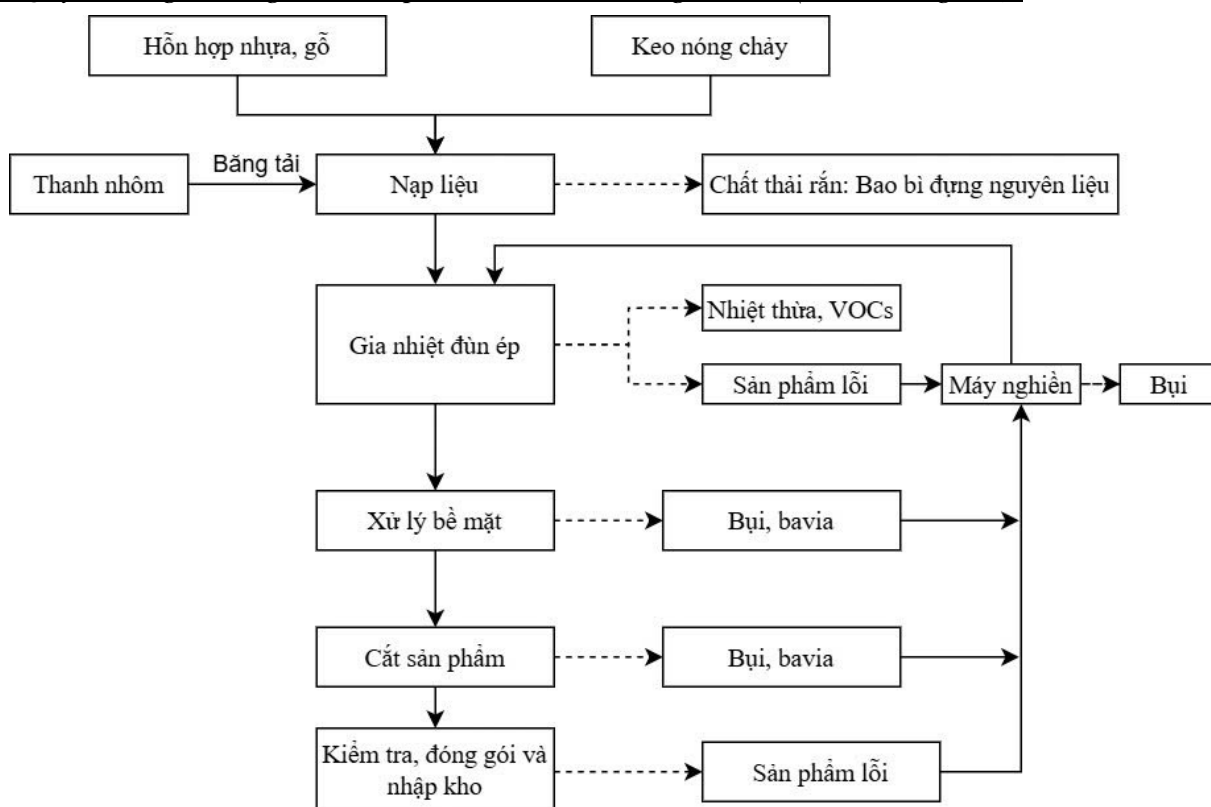 Hỗn hợp nhựa, gỗ
Keo nóng chảy
Thanh nhôm
Băng tải
Nạp liệu
Chất thải rắn: Bao bì đựng nguyên liệu
Gia nhiệt đùn ép
Nhiệt thừa, VOCs
Sản phẩm lỗi
Máy nghiền
Bụi
Xử lý bề mặt
Bụi, bavia
Cắt sản phẩm
Bụi, bavia
Kiểm tra, đóng gói và
nhập kho
Sản phẩm lỗi